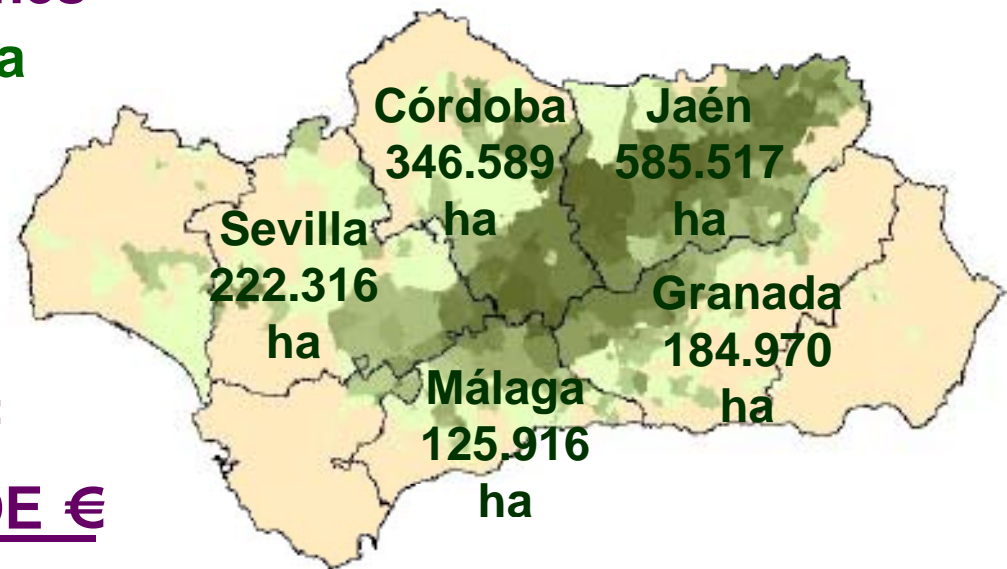 a
Córdoba
346.589
ha
Jaén
585.517
ha
Sevilla
222.316
ha
Granada
184.970
ha
Málaga
125.916
ha
€